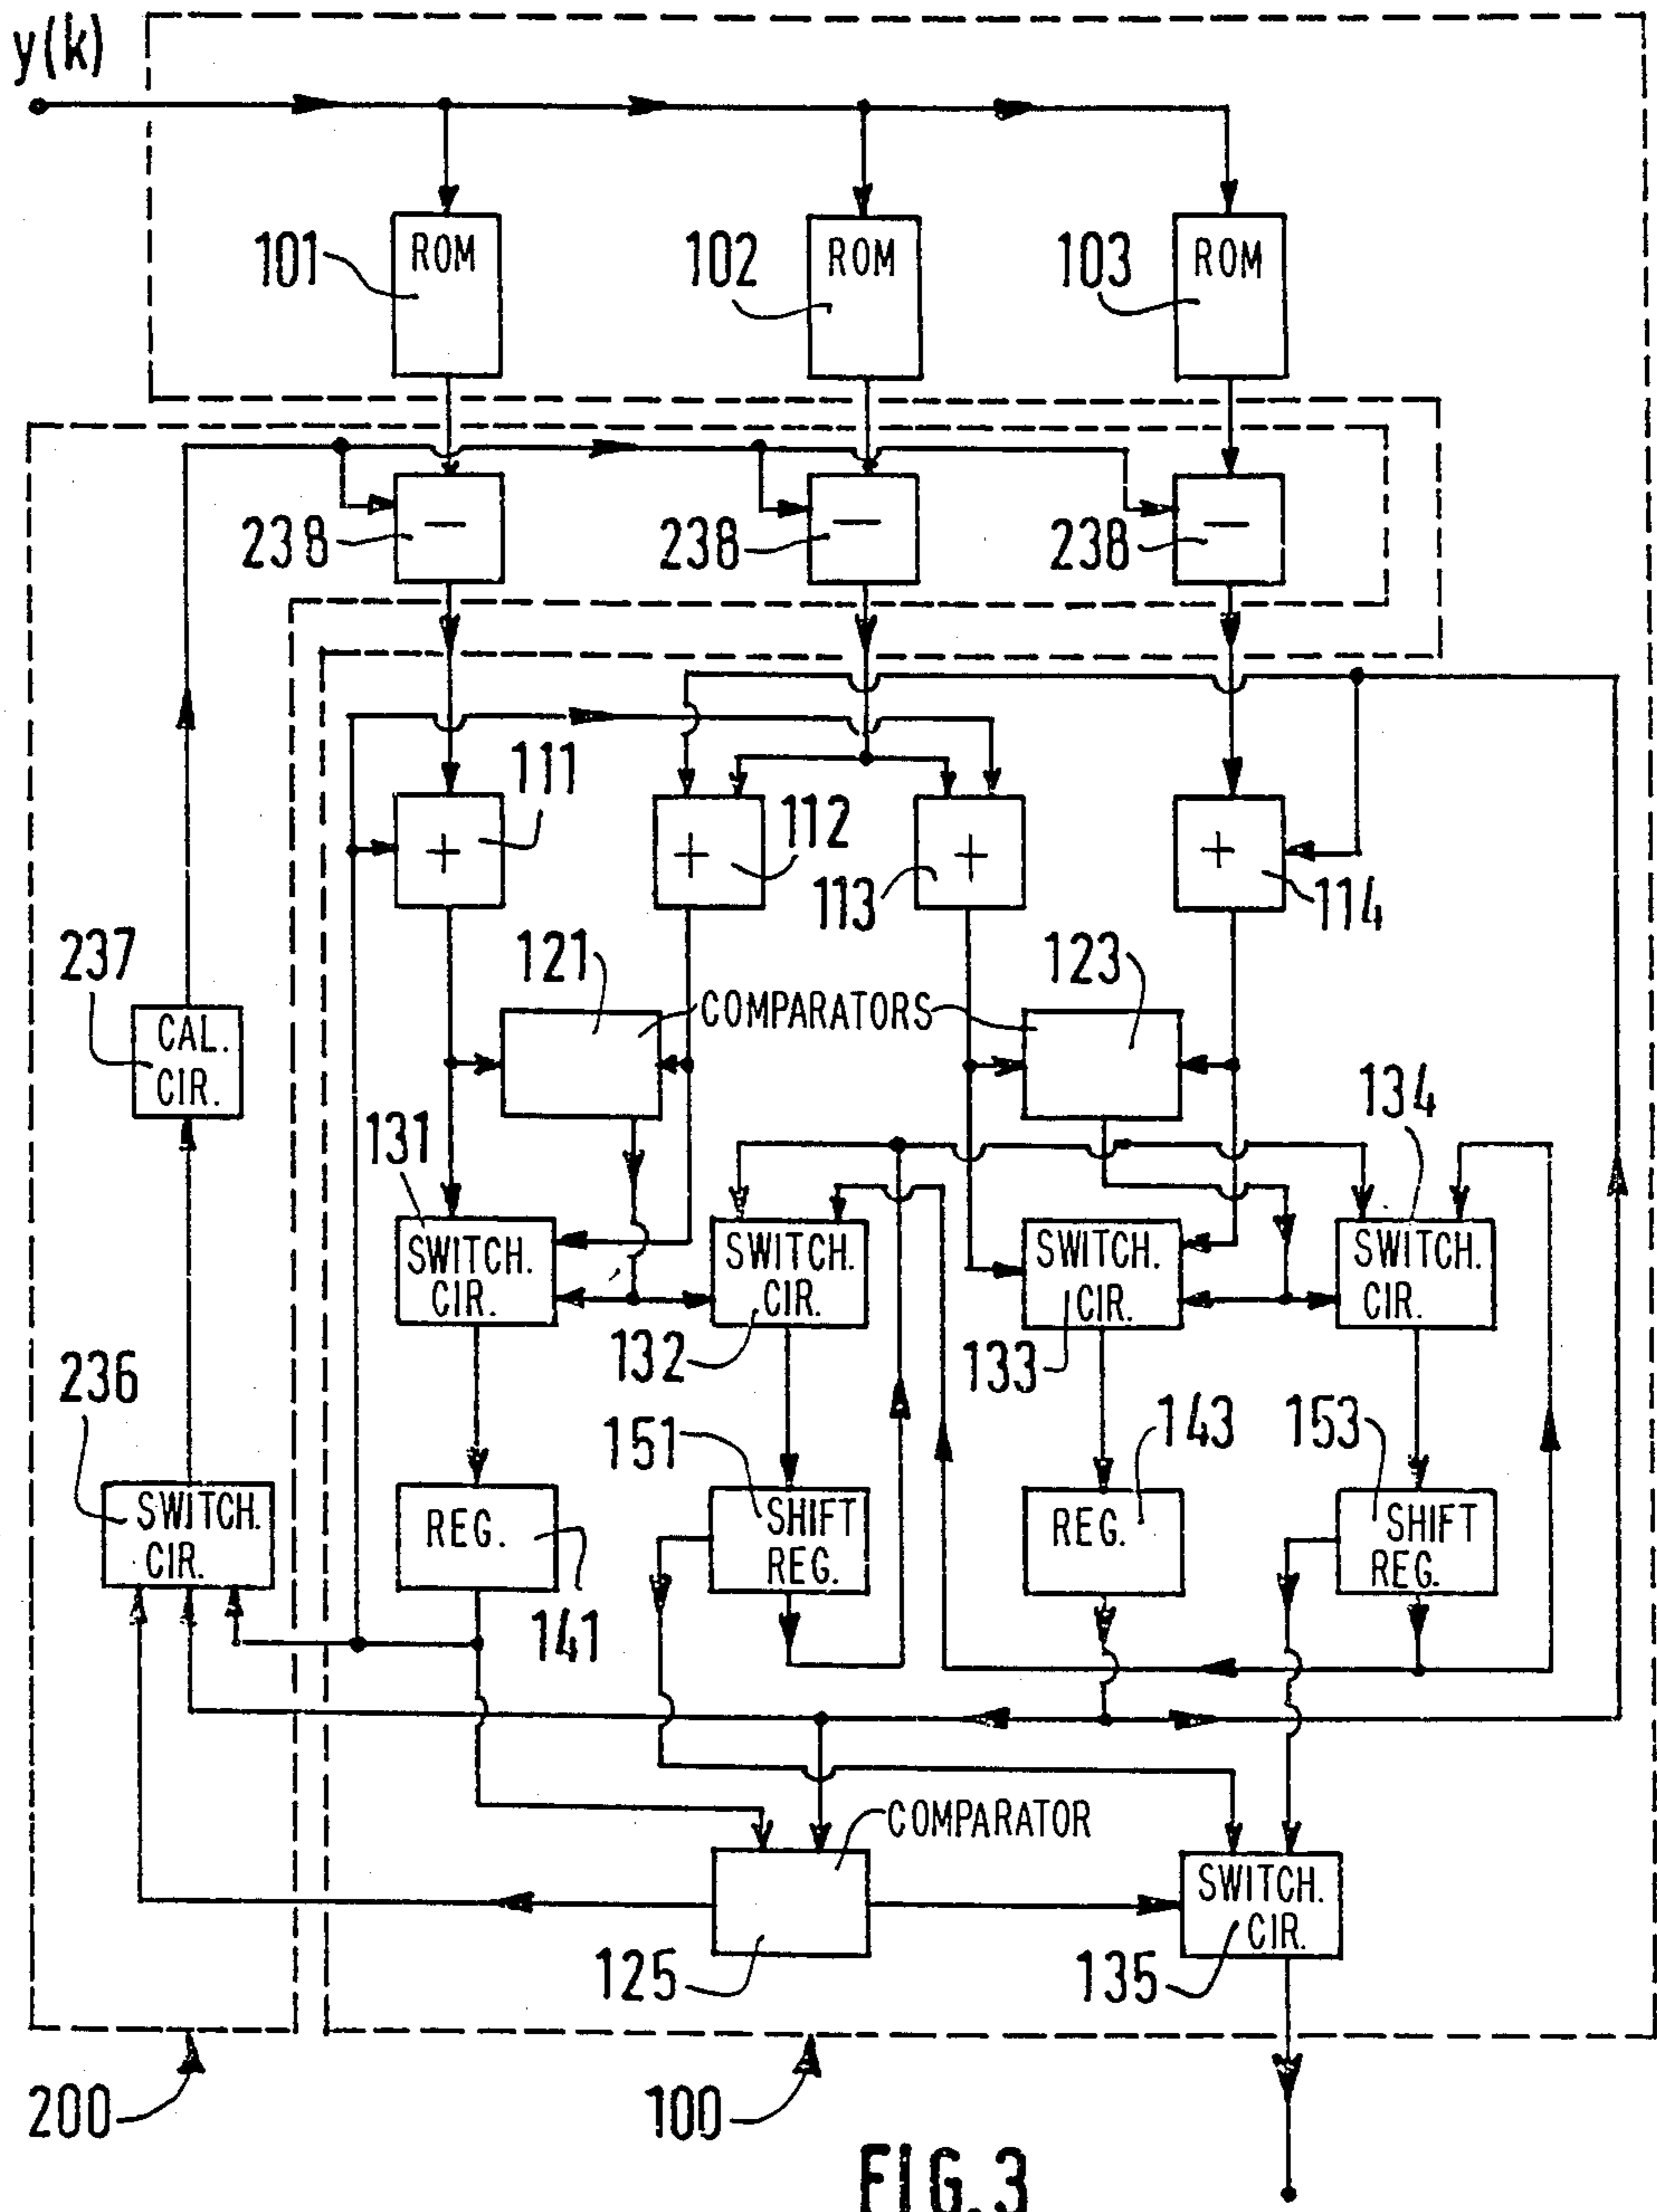 y(k)
101
ROM
102
ROM
103
ROM
238
−
238
−
238
−
111
+
112
+
113
+
114
+
237
CAL.
CIR.
121
COMPARATORS
123
131
SWITCH.
CIR.
132
SWITCH.
CIR.
133
SWITCH.
CIR.
134
SWITCH.
CIR.
236
SWITCH.
CIR.
141
REG.
151
SHIFT
REG.
143
REG.
153
SHIFT
REG.
COMPARATOR
125
135
SWITCH.
CIR.
200
100
FIG.3